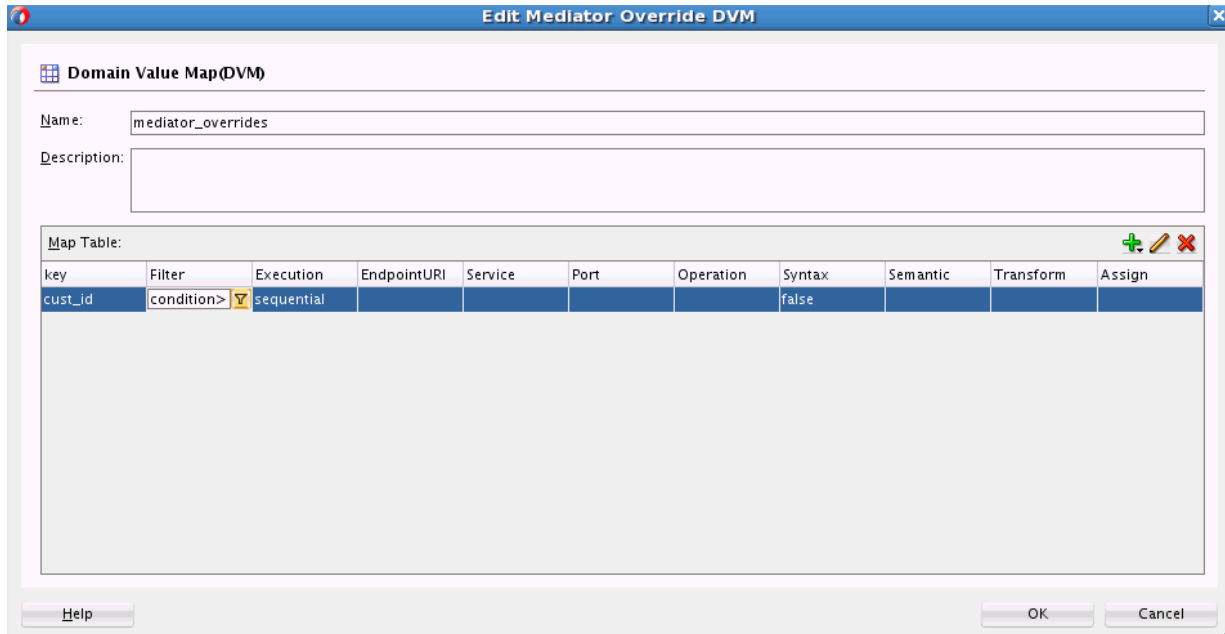 Edit Mediator Override DVM
Domain Value Map(DVM)
Name: mediator_overrides
Description:
Map Table:
key Filter Execution EndpointURI Service Port Operation Syntax Semantic Transform Assign
cust_id condition> sequential false
Help OK Cancel